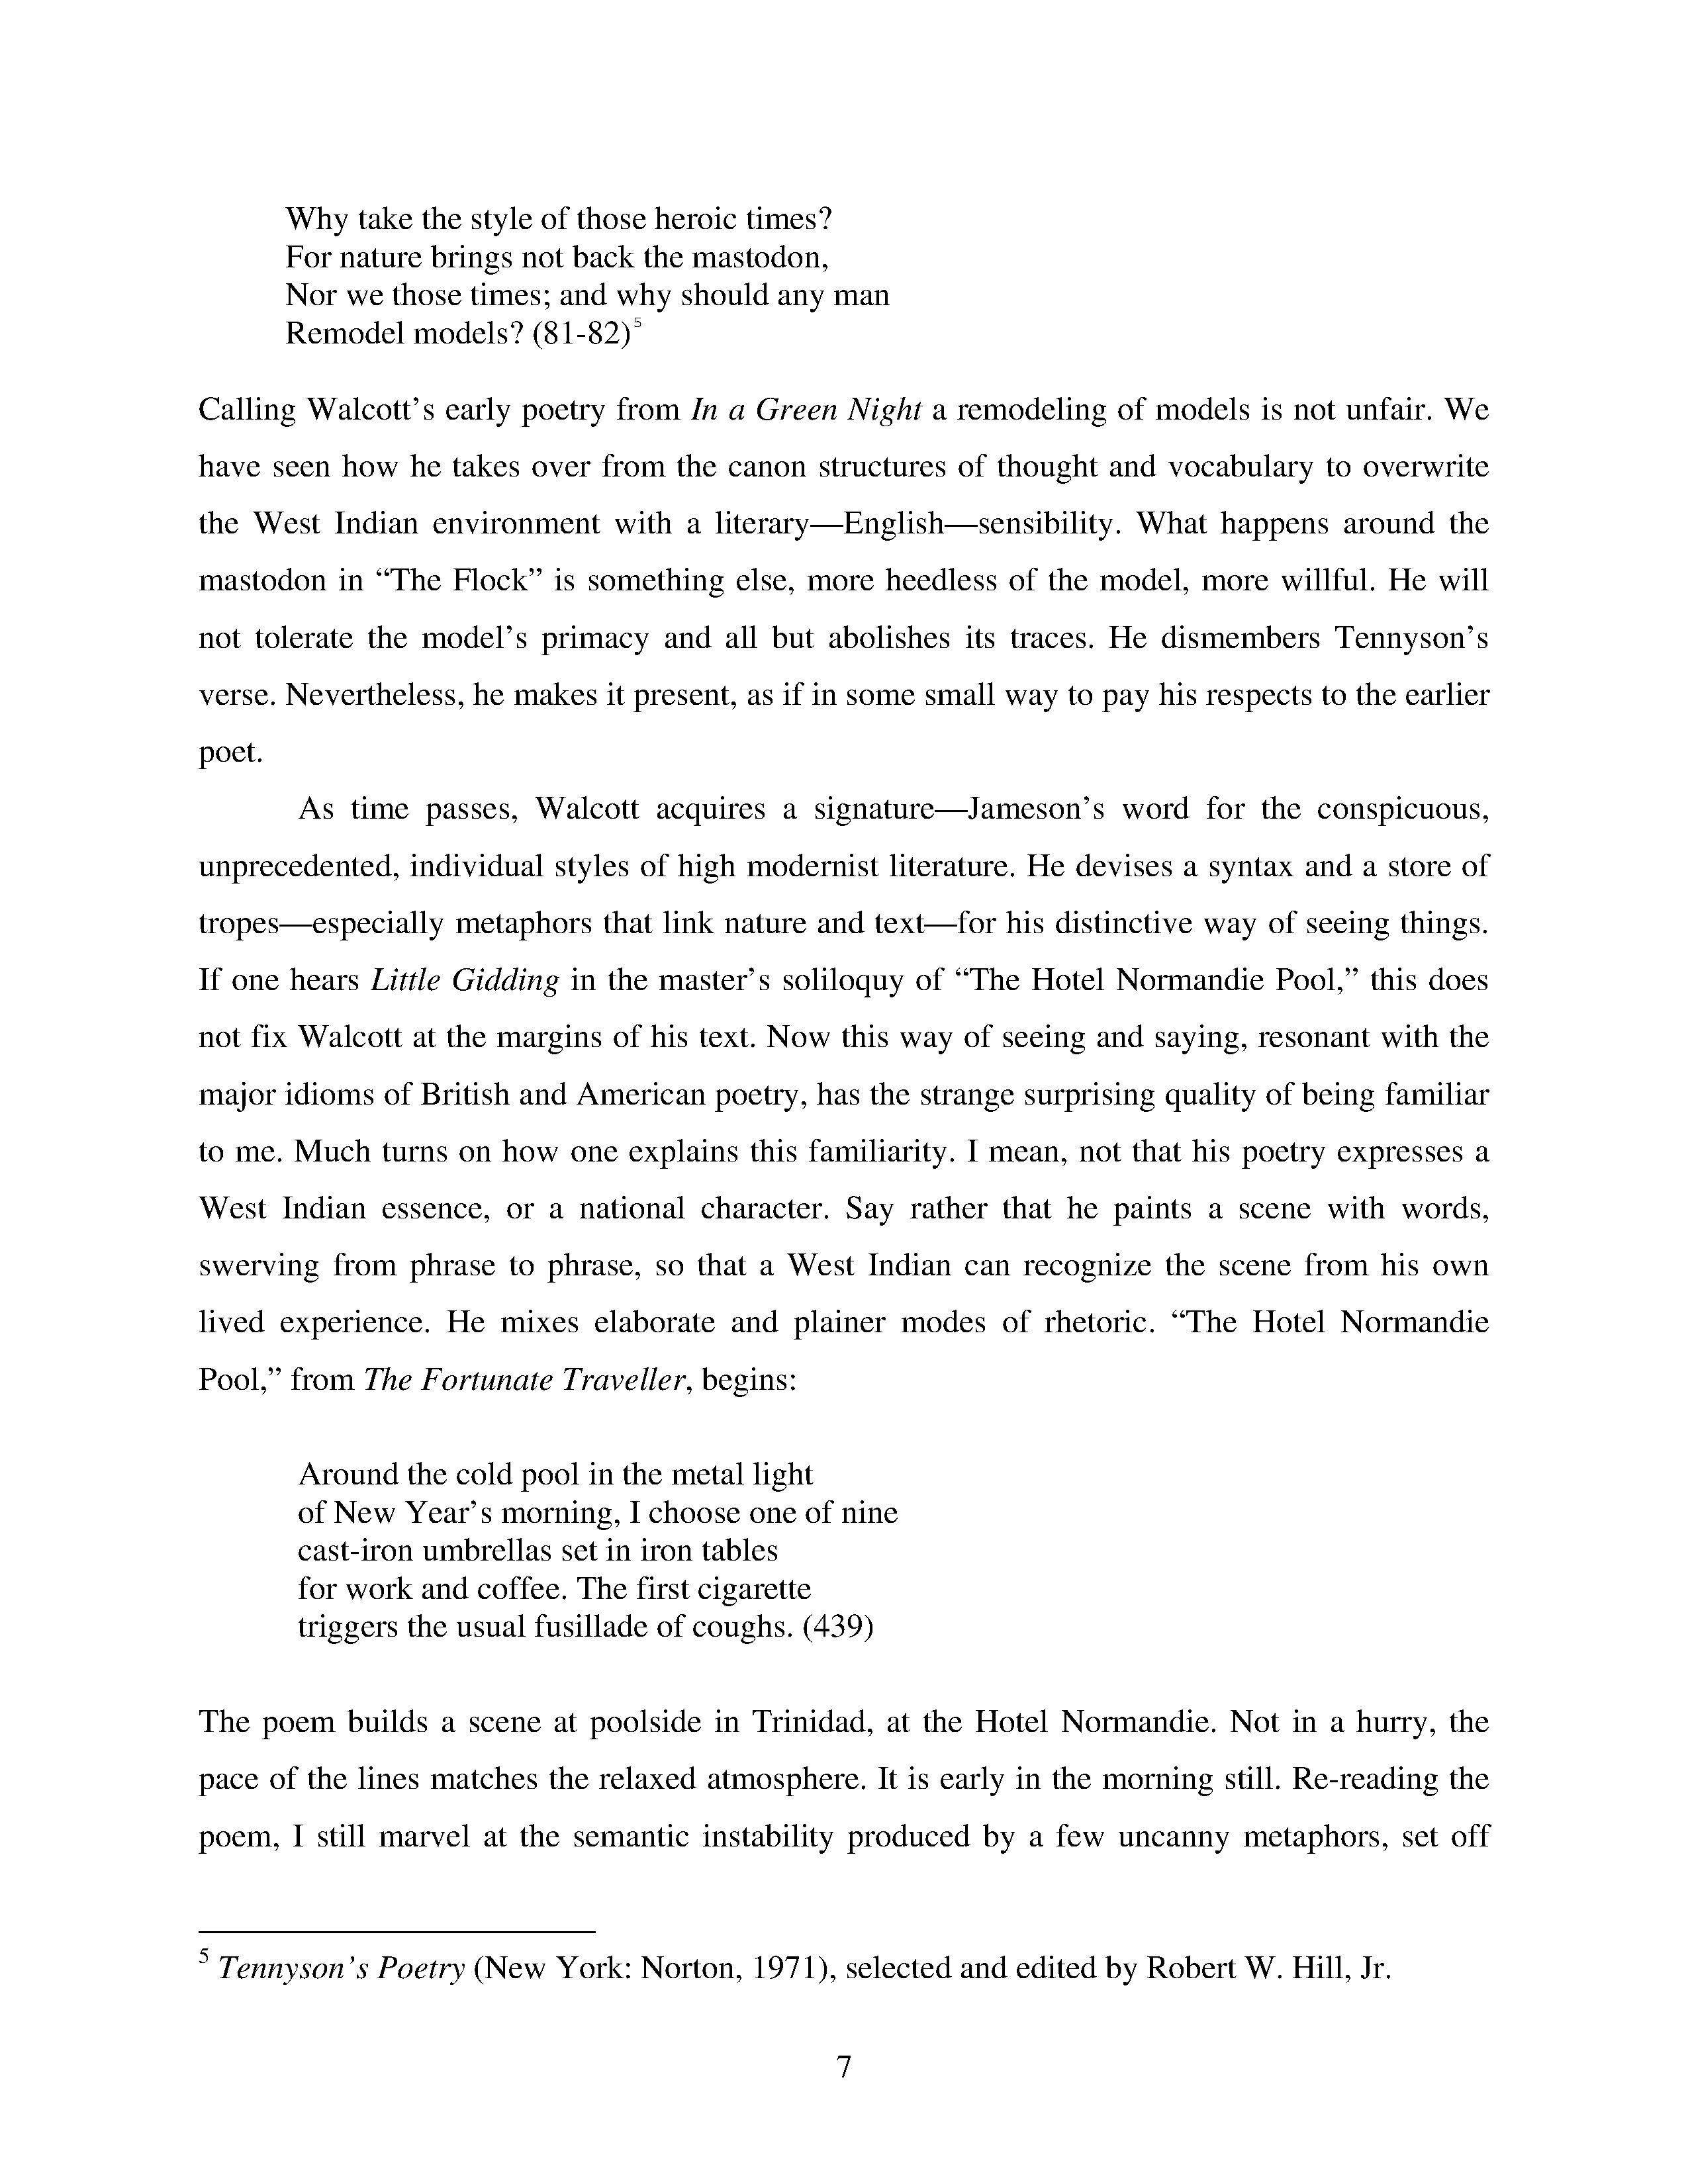 Why take the style of those heroic times?
For nature brings not back the mastodon,
Nor we those times; and why should any man
Remodel models? (81-82)5
Calling Walcott’s early poetry from In a Green Night a remodeling of models is not unfair. We
have seen how he takes over from the canon structures of thought and vocabulary to overwrite
the West Indian environment with a literary—English—sensibility. What happens around the
mastodon in “The Flock” is something else, more heedless of the model, more willful. He will
not tolerate the model’s primacy and all but abolishes its traces. He dismembers Tennyson’s
verse. Nevertheless, he makes it present, as if in some small way to pay his respects to the earlier
poet.
As time passes, Walcott acquires a signature—Jameson’s word for the conspicuous,
unprecedented, individual styles of high modernist literature. He devises a syntax and a store of
tropes—especially metaphors that link nature and text—for his distinctive way of seeing things.
If one hears Little Gidding in the master’s soliloquy of “The Hotel Normandie Pool,” this does
not fix Walcott at the margins of his text. Now this way of seeing and saying, resonant with the
major idioms of British and American poetry, has the strange surprising quality of being familiar
to me. Much turns on how one explains this familiarity. I mean, not that his poetry expresses a
West Indian essence, or a national character. Say rather that he paints a scene with words,
swerving from phrase to phrase, so that a West Indian can recognize the scene from his own
lived experience. He mixes elaborate and plainer modes of rhetoric. “The Hotel Normandie
Pool,” from The Fortunate Traveller, begins:
Around the cold pool in the metal light
of New Year’s morning, I choose one of nine
cast-iron umbrellas set in iron tables
for work and coffee. The first cigarette
triggers the usual fusillade of coughs. (439)
The poem builds a scene at poolside in Trinidad, at the Hotel Normandie. Not in a hurry, the
pace of the lines matches the relaxed atmosphere. It is early in the morning still. Re-reading the
poem, I still marvel at the semantic instability produced by a few uncanny metaphors, set off
5 Tennyson’s Poetry (New York: Norton, 1971), selected and edited by Robert W. Hill, Jr.
7